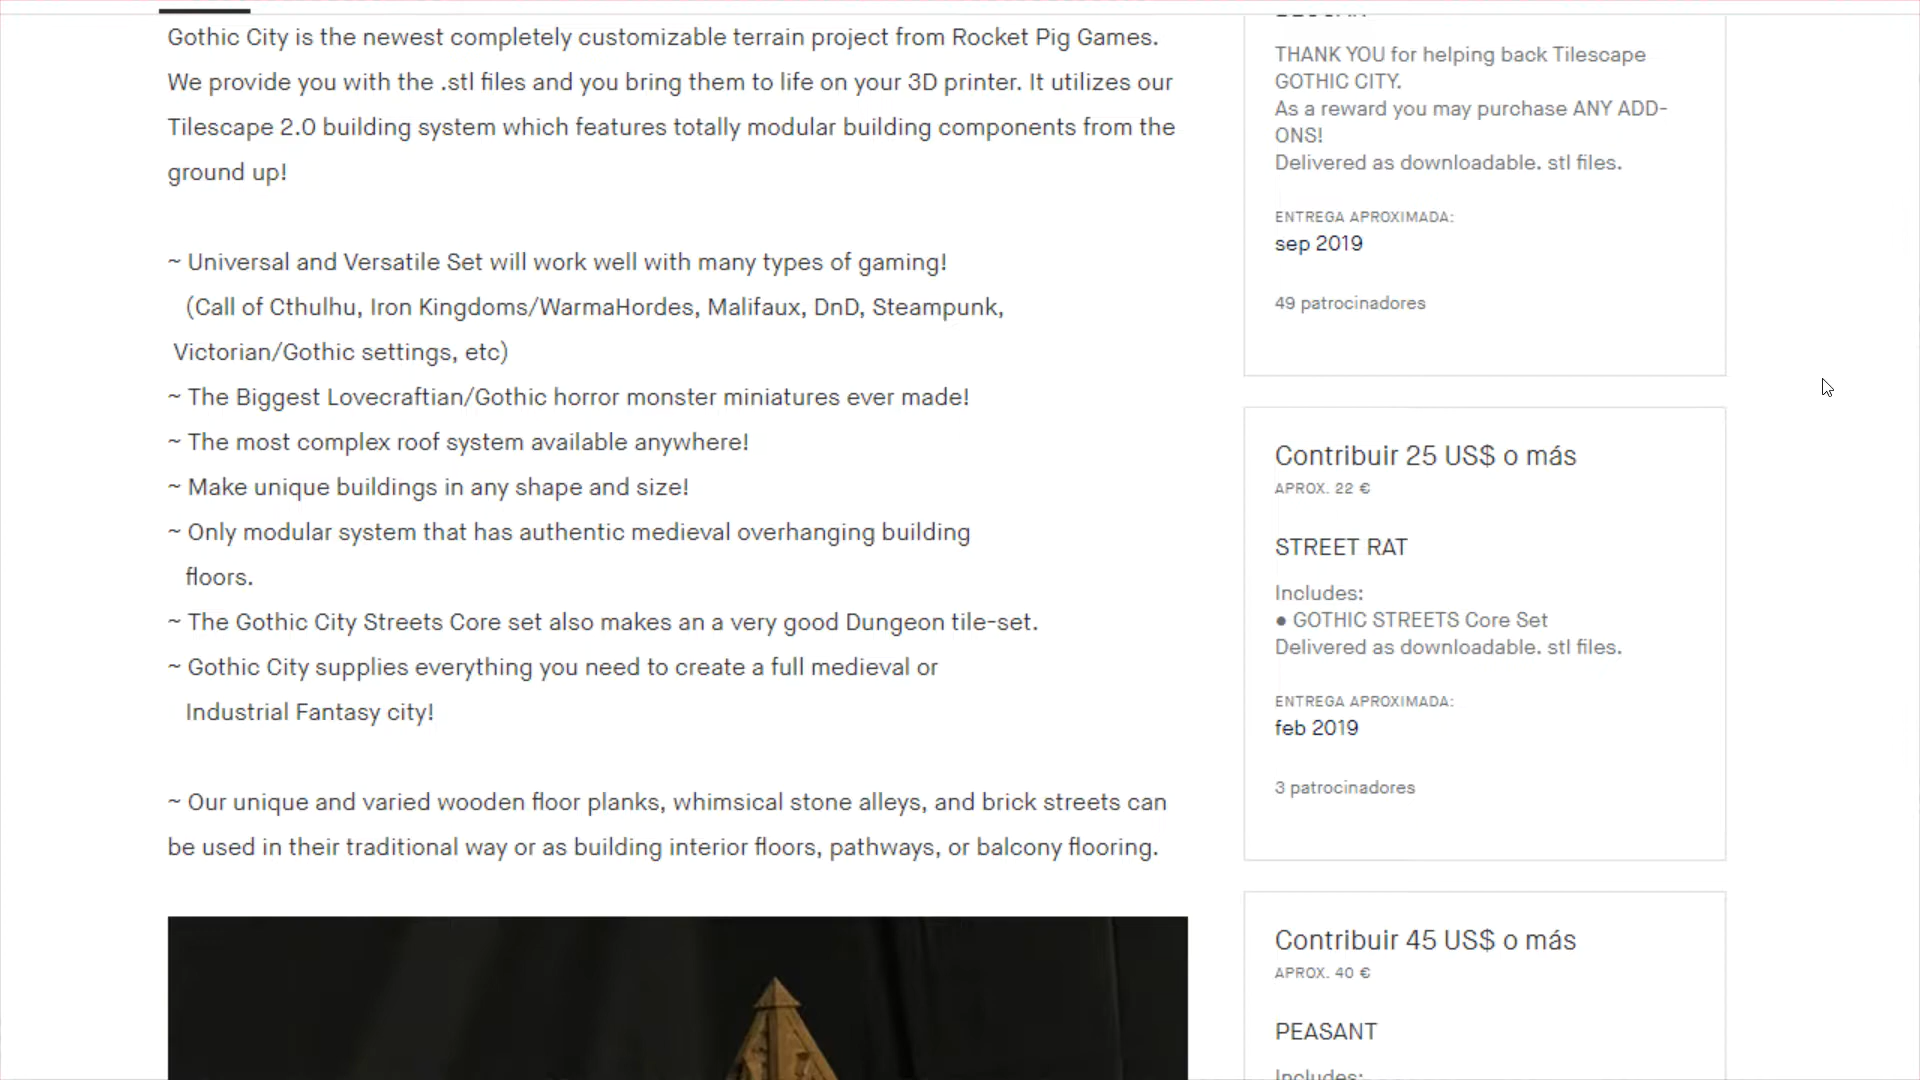 Gothic City is the newest completely customizable terrain project from Rocket Pig Games.
We provide you with the .stl files and you bring them to life on your 3D printer. It utilizes our
Tilescape 2.0 building system which features totally modular building components from the
ground up!
~ Universal and Versatile Set will work well with many types of gaming!
(Call of Cthulhu, Iron Kingdoms/WarmaHordes, Malifaux, DnD, Steampunk,
Victorian/Gothic settings, etc)
~ The Biggest Lovecraftian/Gothic horror monster miniatures ever made!
~ The most complex roof system available anywhere!
~ Make unique buildings in any shape and size!
~ Only modular system that has authentic medieval overhanging building
floors.
~ The Gothic City Streets Core set also makes an a very good Dungeon tile-set.
~ Gothic City supplies everything you need to create a full medieval or
Industrial Fantasy city!
~ Our unique and varied wooden floor planks, whimsical stone alleys, and brick streets can
be used in their traditional way or as building interior floors, pathways, or balcony flooring.
THANK YOU for helping back Tilescape
GOTHIC CITY.
As a reward you may purchase ANY ADD-
ONS!
Delivered as downloadable. stl files.
ENTREGA APROXIMADA:
sep 2019
49 patrocinadores
Contribuir 25 US$ o más
APROX. 22 €
STREET RAT
Includes:
● GOTHIC STREETS Core Set
Delivered as downloadable. stl files.
ENTREGA APROXIMADA:
feb 2019
3 patrocinadores
Contribuir 45 US$ o más
APROX. 40 €
PEASANT
Includes: